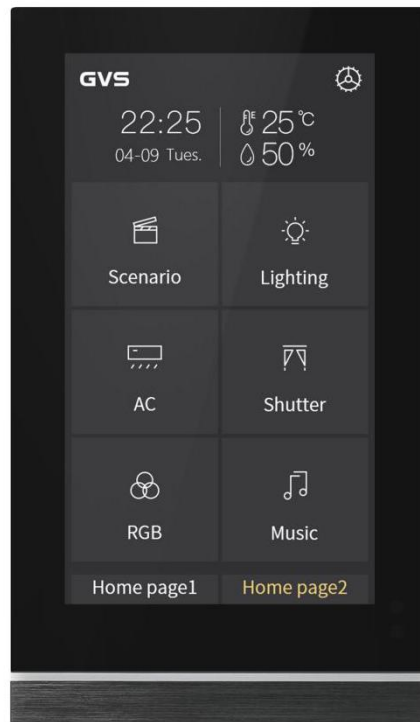 GVS
22:25
04-09 Tues.
E 25 °C
50 %
Scenario
Lighting
AC
Shutter
RGB
Music
Home page1
Home page2